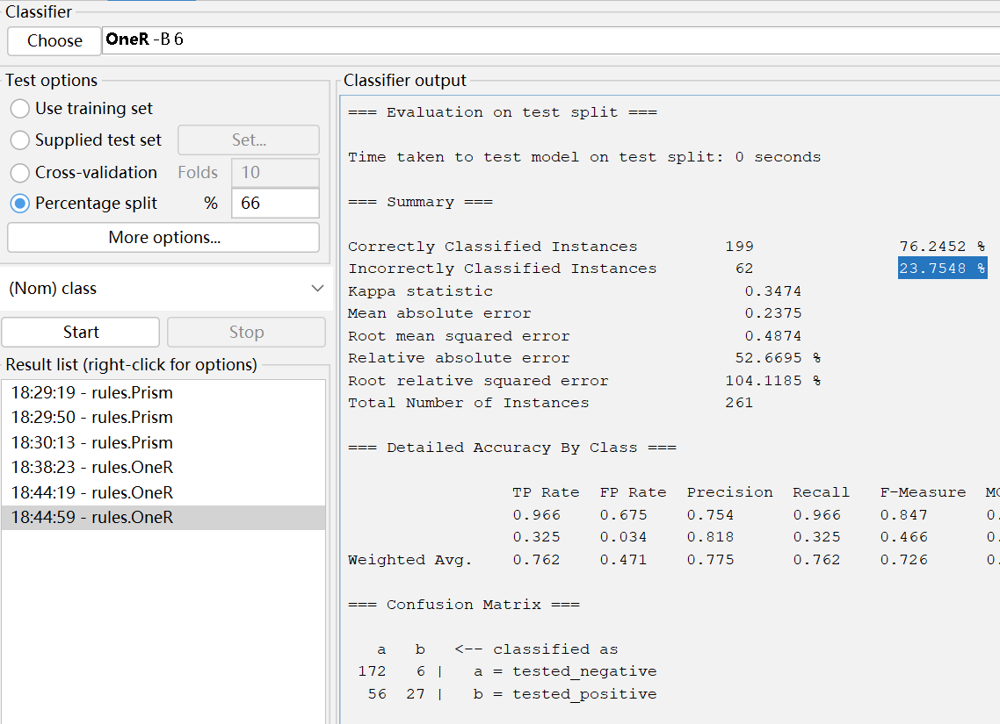 Classifier
Choose OneR -B 6
Test options
Use training set
Supplied test set Set...
Cross-validation Folds 10
Percentage split % 66
More options...
(Nom) class
Start Stop
Result list (right-click for options)
18:29:19 - rules.Prism
18:29:50 - rules.Prism
18:30:13 - rules.Prism
18:38:23 - rules.OneR
18:44:19 - rules.OneR
18:44:59 - rules.OneR
Classifier output
=== Evaluation on test split ===
Time taken to test model on test split: 0 seconds
=== Summary ===
Correctly Classified Instances 199 76.2452 %
Incorrectly Classified Instances 62 23.7548 %
Kappa statistic 0.3474
Mean absolute error 0.2375
Root mean squared error 0.4874
Relative absolute error 52.6695 %
Root relative squared error 104.1185 %
Total Number of Instances 261
=== Detailed Accuracy By Class ===
TP Rate FP Rate Precision Recall F-Measure
0.966 0.675 0.754 0.966 0.847 0.
0.325 0.034 0.818 0.325 0.466 0.
Weighted Avg. 0.762 0.471 0.775 0.762 0.726 0.
=== Confusion Matrix ===
a b <-- classified as
172 6 | a = tested_negative
56 27 | b = tested_positive